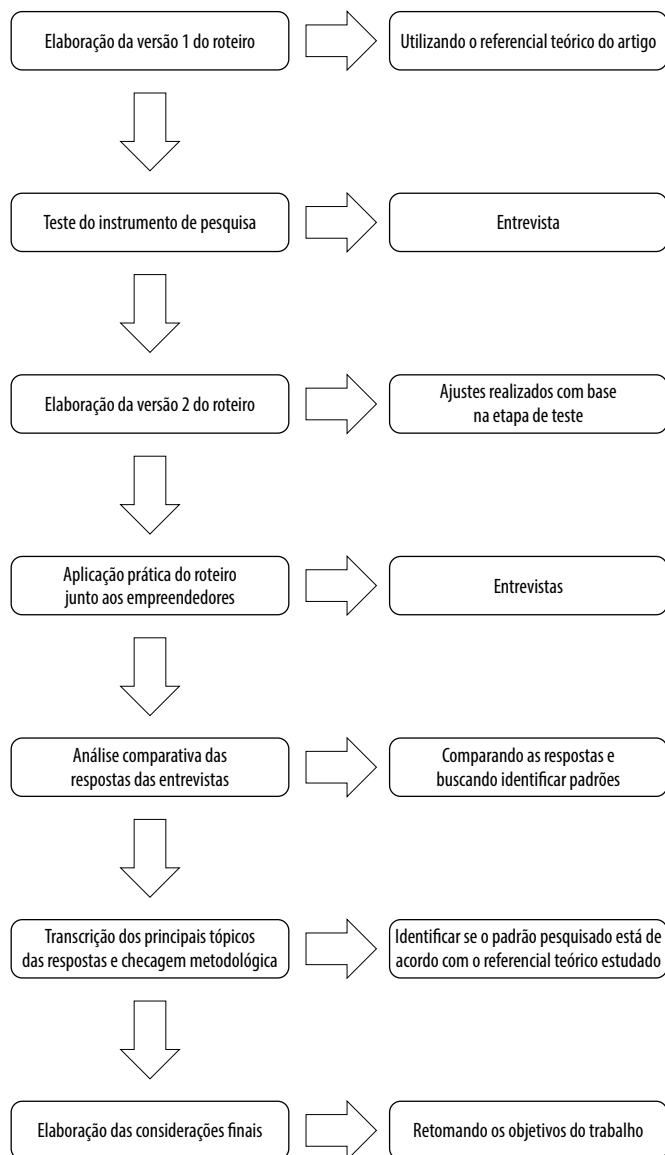 Elaboração da versão 1 do roteiro
Utilizando o referencial teórico do artigo
Teste do instrumento de pesquisa
Entrevista
Elaboração da versão 2 do roteiro
Ajustes realizados com base
na etapa de teste
Aplicação prática do roteiro
junto aos empreendedores
Entrevistas
Análise comparativa das
respostas das entrevistas
Comparando as respostas e
buscando identificar padrões
Transcrição dos principais tópicos
das respostas e checagem metodológica
Identificar se o padrão pesquisado está de
acordo com o referencial teórico estudado
Elaboração das considerações finais
Retomando os objetivos do trabalho